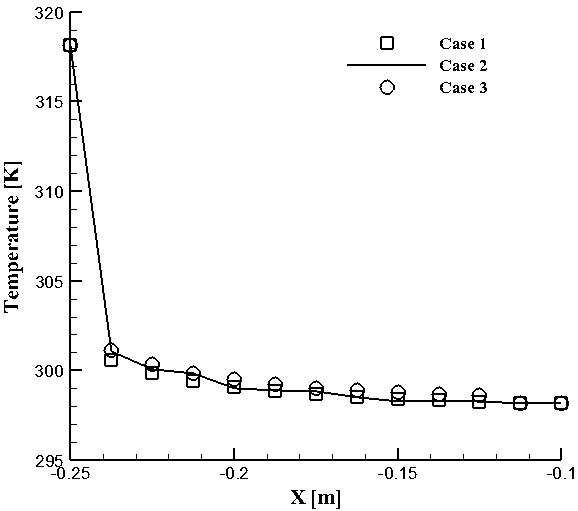 320
315
310
305
300
295
Temperature [K]
Case 1
Case 2
Case 3
-0.25
-0.2
-0.15
-0.1
X [m]